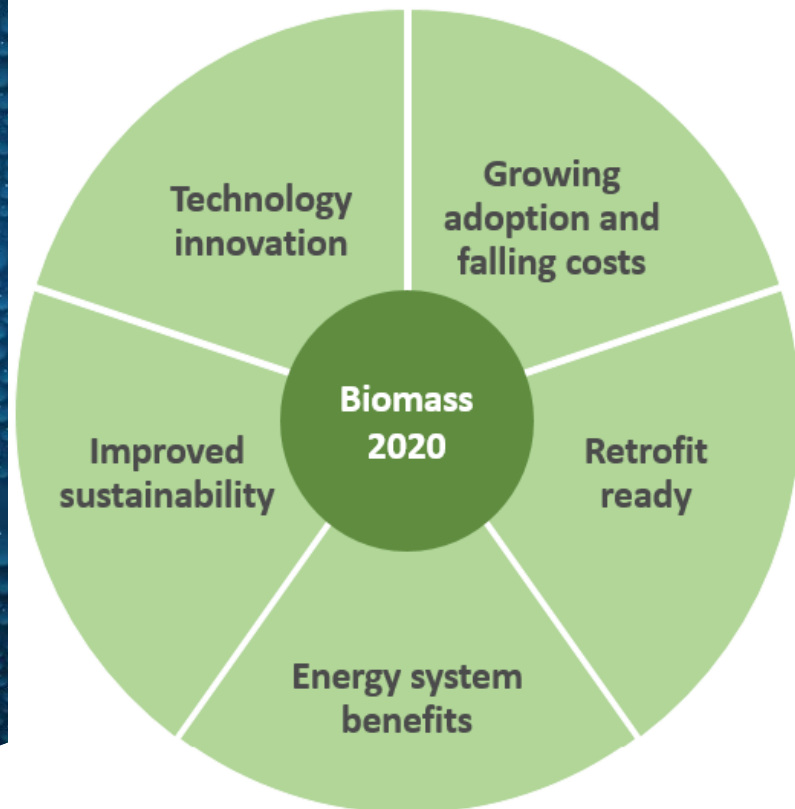 Technology
innovation
Growing
adoption and
falling costs
Biomass
2020
Improved
sustainability
Retrofit
ready
Energy system
benefits